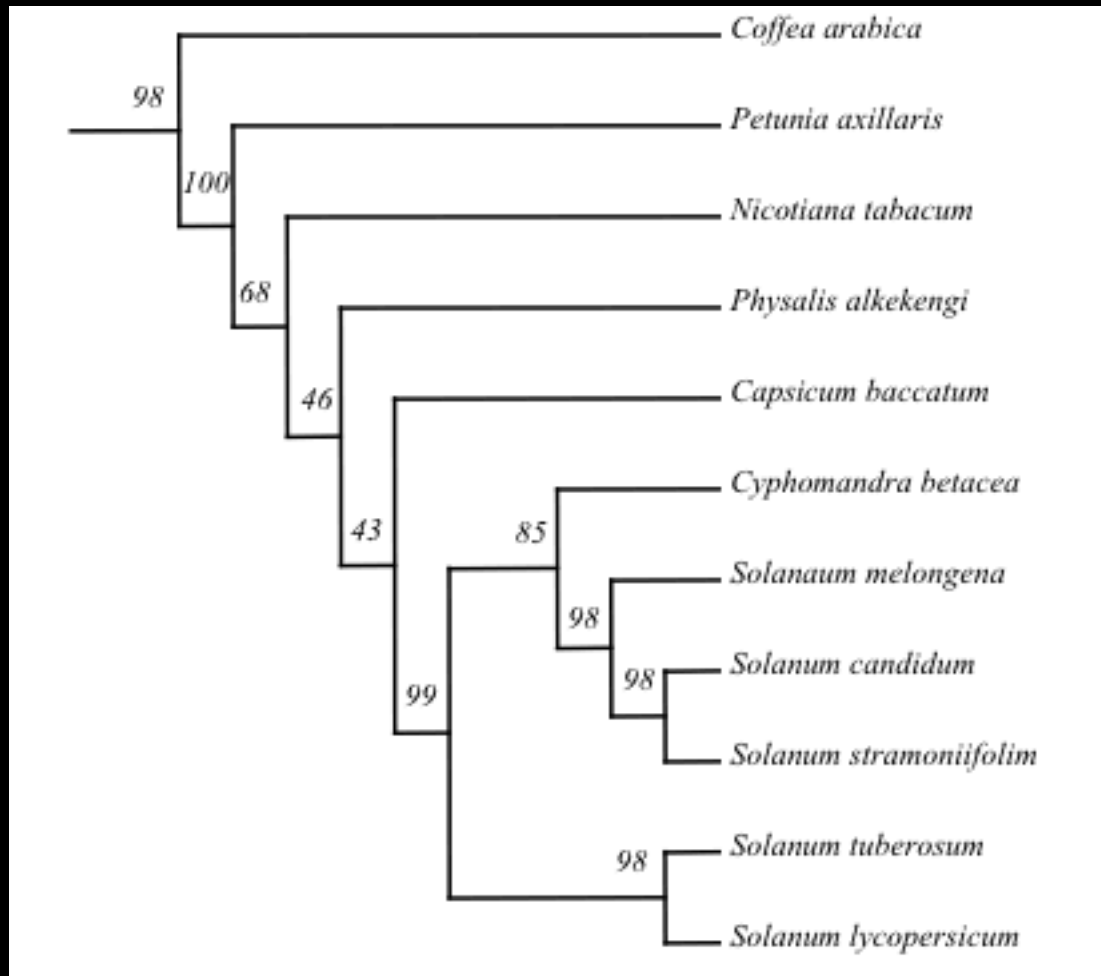 Coffea arabica
98
Petunia axillaris
100
Nicotiana tabacum
68
Physalis alkekengi
46
Capsicum baccatum
Cyphomandra betacea
43
85
Solanaum melongena
98
Solanum candidum
98
99
Solanum stramoniifolim
Solanum tuberosum
98
Solanum lycopersicum